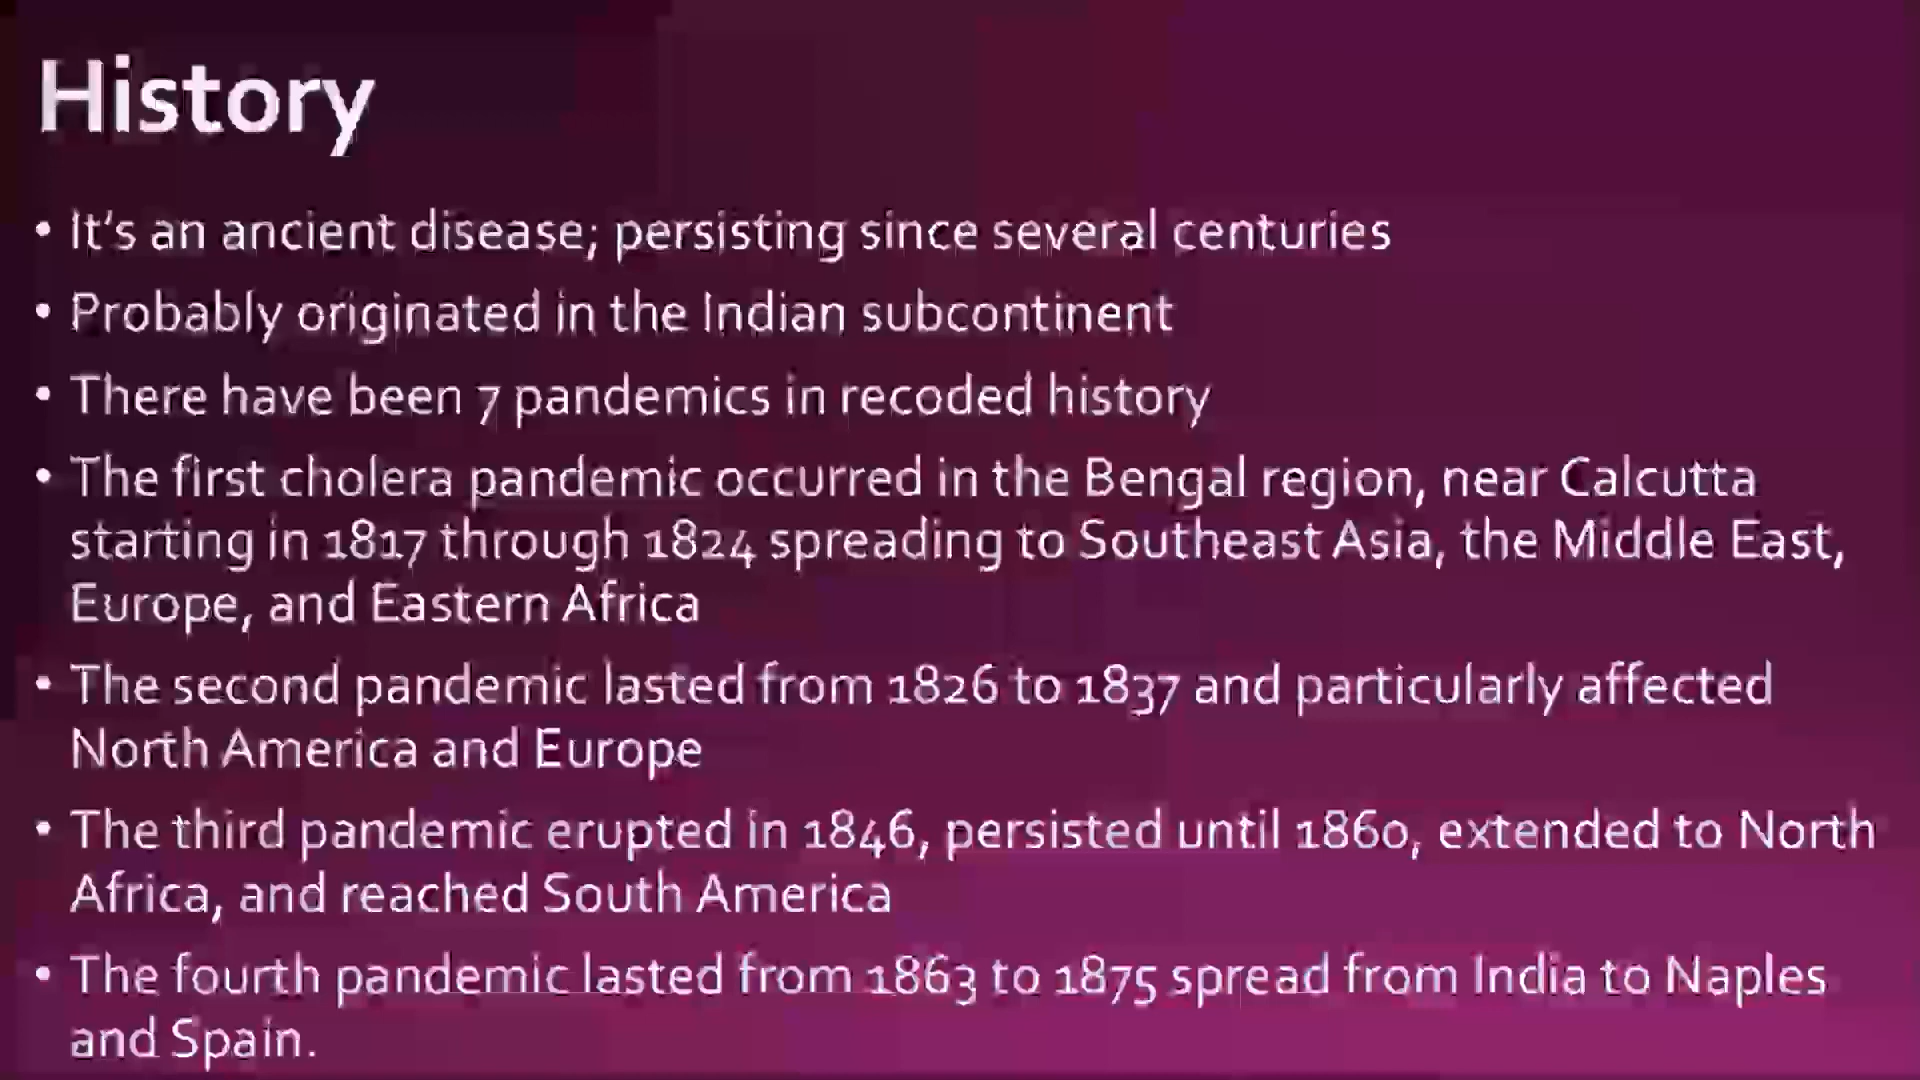 History
• It's an ancient disease; persisting since several centuries
• Probably originated in the Indian subcontinent
• There have been 7 pandemics in recoded history
• The first cholera pandemic occurred in the Bengal region, near Calcutta
starting in 1817 through 1824 spreading to Southeast Asia, the Middle East,
Europe, and Eastern Africa
• The second pandemic lasted from 1826 to 1837 and particularly affected
North America and Europe
• The third pandemic erupted in 1846, persisted until 1860, extended to North
Africa, and reached South America
• The fourth pandemic lasted from 1863 to 1875 spread from India to Naples
and Spain.